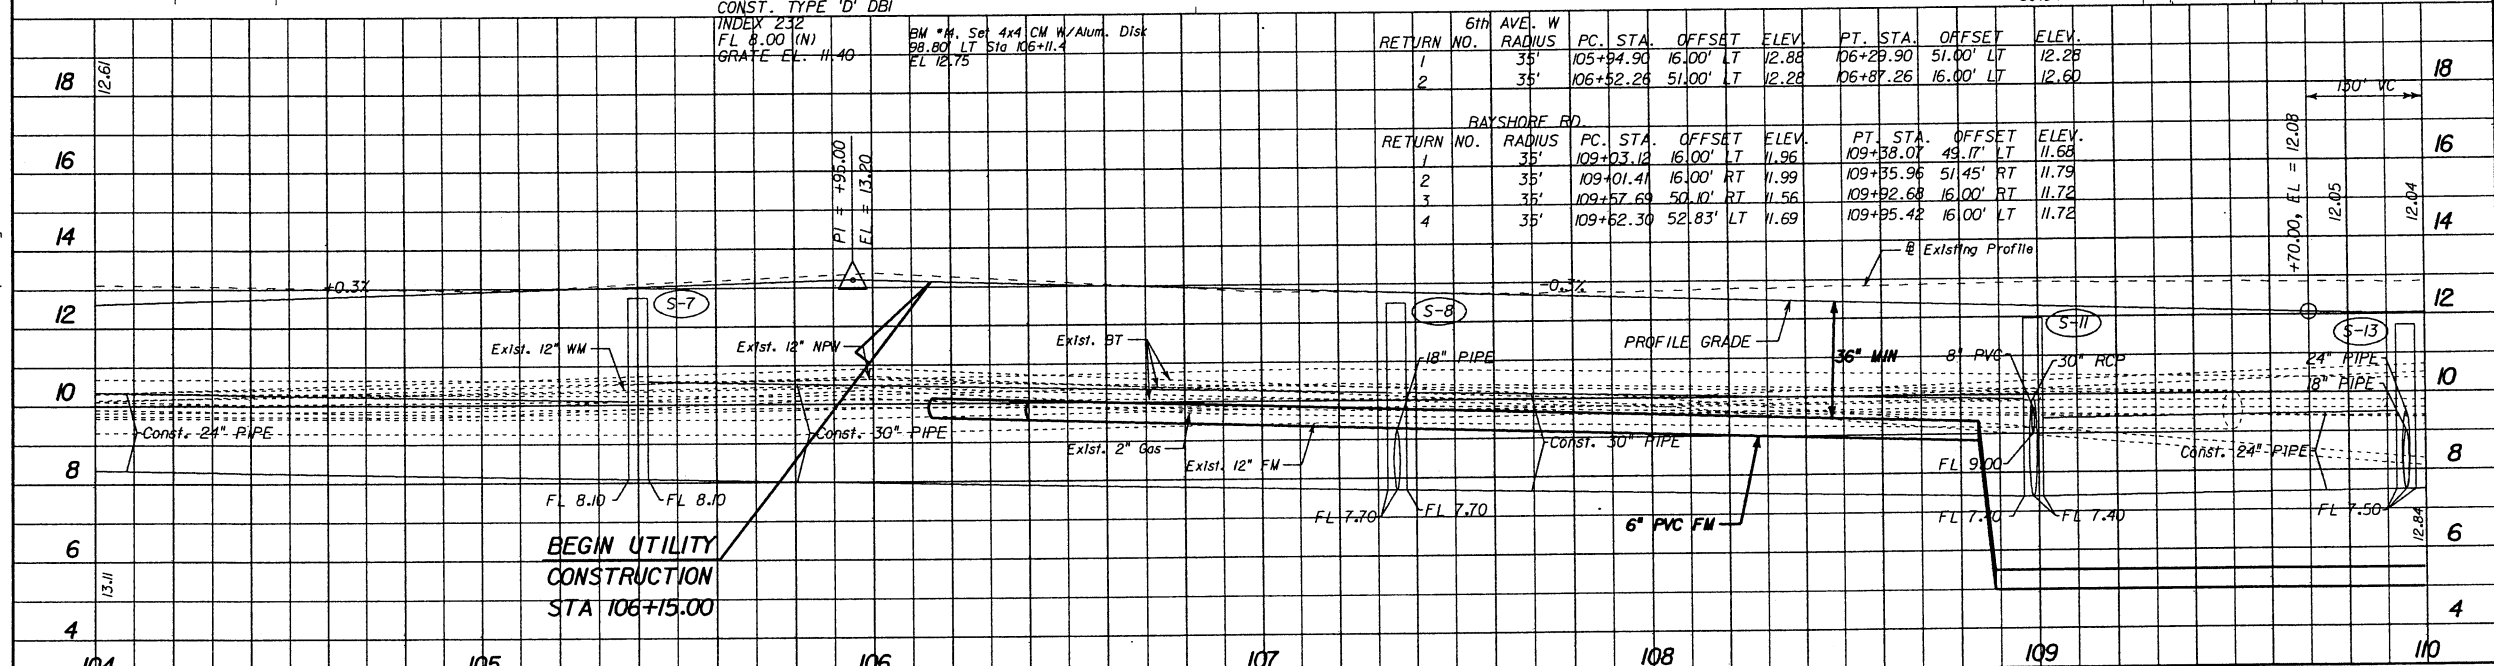 CONST. TYPE 'D' DBI
INDEX 232
FL 8.00 (N)
GRATE EL. 11.40
BM #14, Set 4x4 CM W/Alum. Disk
98.80' LT Sta 106+11.4
EL 12.75
6th AVE. W
RETURN NO. RADIUS PC. STA. OFFSET ELEV. PT. STA. OFFSET ELEV.
1 35' 105+94.90 16.00' LT 12.88 106+29.90 51.00' LT 12.28
2 35' 106+52.26 51.00' LT 12.28 106+87.26 16.00' LT 12.60
BAYSHORE RD.
RETURN NO. RADIUS PC. STA. OFFSET ELEV. PT. STA. OFFSET ELEV.
1 35' 109+03.12 16.00' LT 11.96 109+38.07 49.17' LT 11.68
2 35' 109+01.41 16.00' RT 11.99 109+35.96 51.45' RT 11.79
3 35' 109+57.69 50.10' RT 11.56 109+92.68 16.00' RT 11.72
4 35' 109+62.30 52.83' LT 11.69 109+95.42 16.00' LT 11.72
18 12.61 18
130' VC
16 16
PI = +95.00
EL = 13.20
+70.00, EL = 12.08
12.05
12.04
14 14
Existing Profile
+0.3%
-0.3%
12 12
S-7
S-8
S-11
S-13
Exist. 12" WM
Exist. 12" NPW
Exist. BT
18" PIPE
PROFILE GRADE
36" MIN
8" PVC
30" RCP
24" PIPE
18" PIPE
10 10
Const. 24" PIPE
Const. 30" PIPE
Exist. 2" Gas
Exist. 12" FM
Const. 30" PIPE
FL 9.00
Const. 24" PIPE
8 8
FL 8.10
FL 8.10
FL 7.70
FL 7.70
6" PVC FM
FL 7.40
FL 7.40
FL 7.50
12.84
6 6
BEGIN UTILITY
CONSTRUCTION
STA 106+15.00
13.11
4 4
104 105 106 107 108 109 110